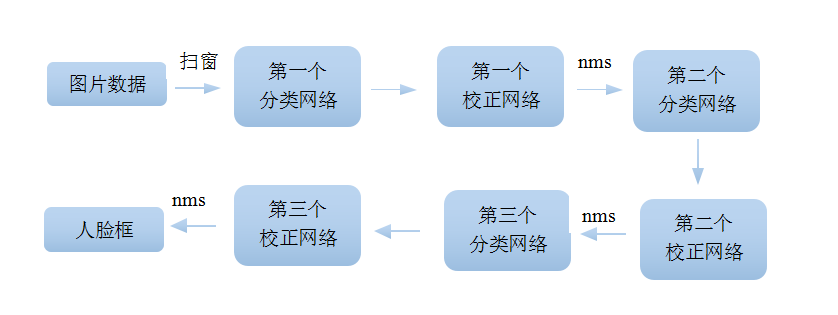 图片数据
扫窗
第一个
分类网络
第一个
校正网络
nms
第二个
分类网络
第二个
校正网络
nms
第三个
分类网络
第三个
校正网络
nms
人脸框